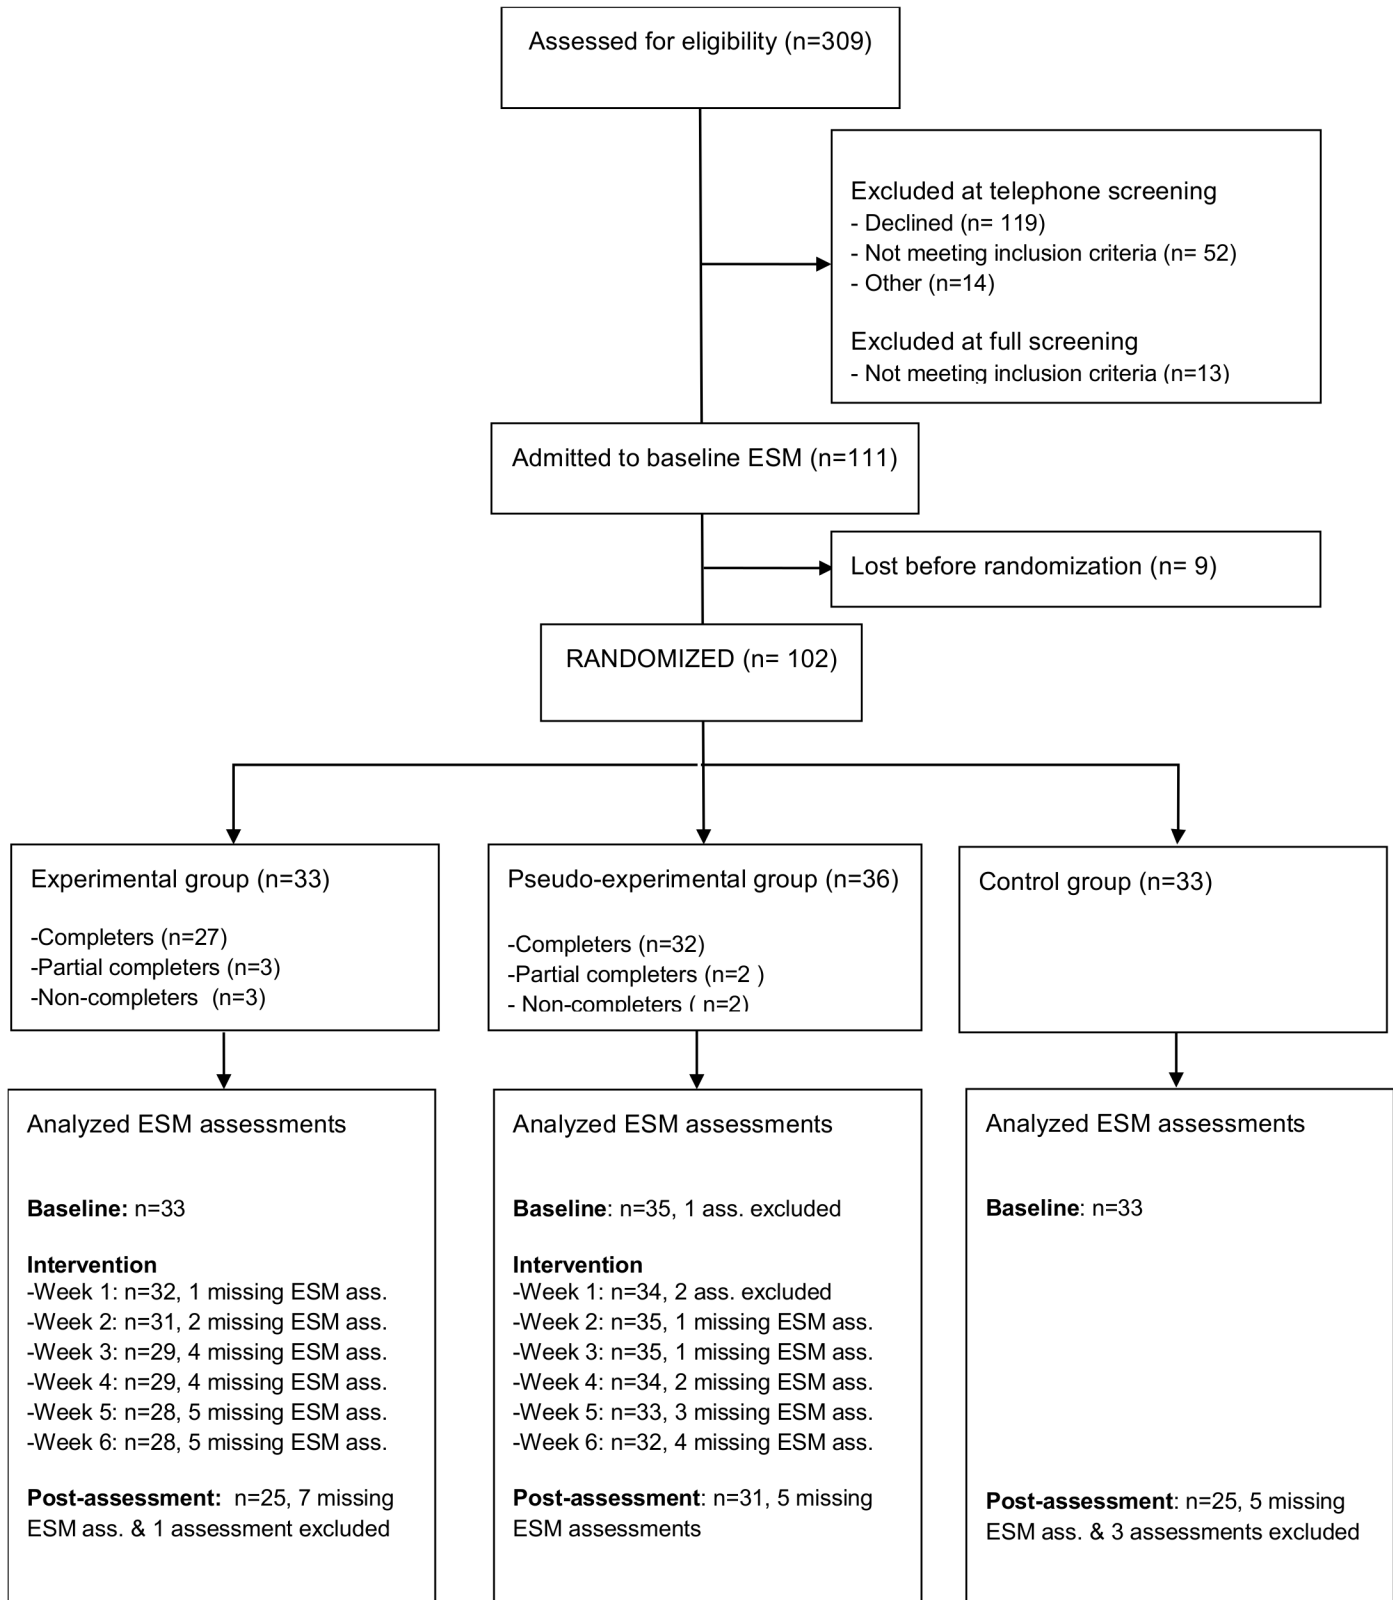 Assessed for eligibility (n=309)
Excluded at telephone screening
- Declined (n= 119)
- Not meeting inclusion criteria (n= 52)
- Other (n=14)
Excluded at full screening
- Not meeting inclusion criteria (n=13)
Admitted to baseline ESM (n=111)
Lost before randomization (n= 9)
RANDOMIZED (n= 102)
Experimental group (n=33)
-Completers (n=27)
-Partial completers (n=3)
-Non-completers  (n=3)
Pseudo-experimental group (n=36)
-Completers (n=32)
-Partial completers (n=2 )
- Non-completers ( n=2)
Control group (n=33)
Analyzed ESM assessments
Baseline: n=33
Intervention
-Week 1: n=32, 1 missing ESM ass.
-Week 2: n=31, 2 missing ESM ass.
-Week 3: n=29, 4 missing ESM ass.
-Week 4: n=29, 4 missing ESM ass.
-Week 5: n=28, 5 missing ESM ass.
-Week 6: n=28, 5 missing ESM ass.
Post-assessment:  n=25, 7 missing
ESM ass. & 1 assessment excluded
Analyzed ESM assessments
Baseline: n=35, 1 ass. excluded
Intervention
-Week 1: n=34, 2 ass. excluded
-Week 2: n=35, 1 missing ESM ass.
-Week 3: n=35, 1 missing ESM ass.
-Week 4: n=34, 2 missing ESM ass.
-Week 5: n=33, 3 missing ESM ass.
-Week 6: n=32, 4 missing ESM ass.
Post-assessment: n=31, 5 missing
ESM assessments
Analyzed ESM assessments
Baseline: n=33
Post-assessment: n=25, 5 missing
ESM ass. & 3 assessments excluded